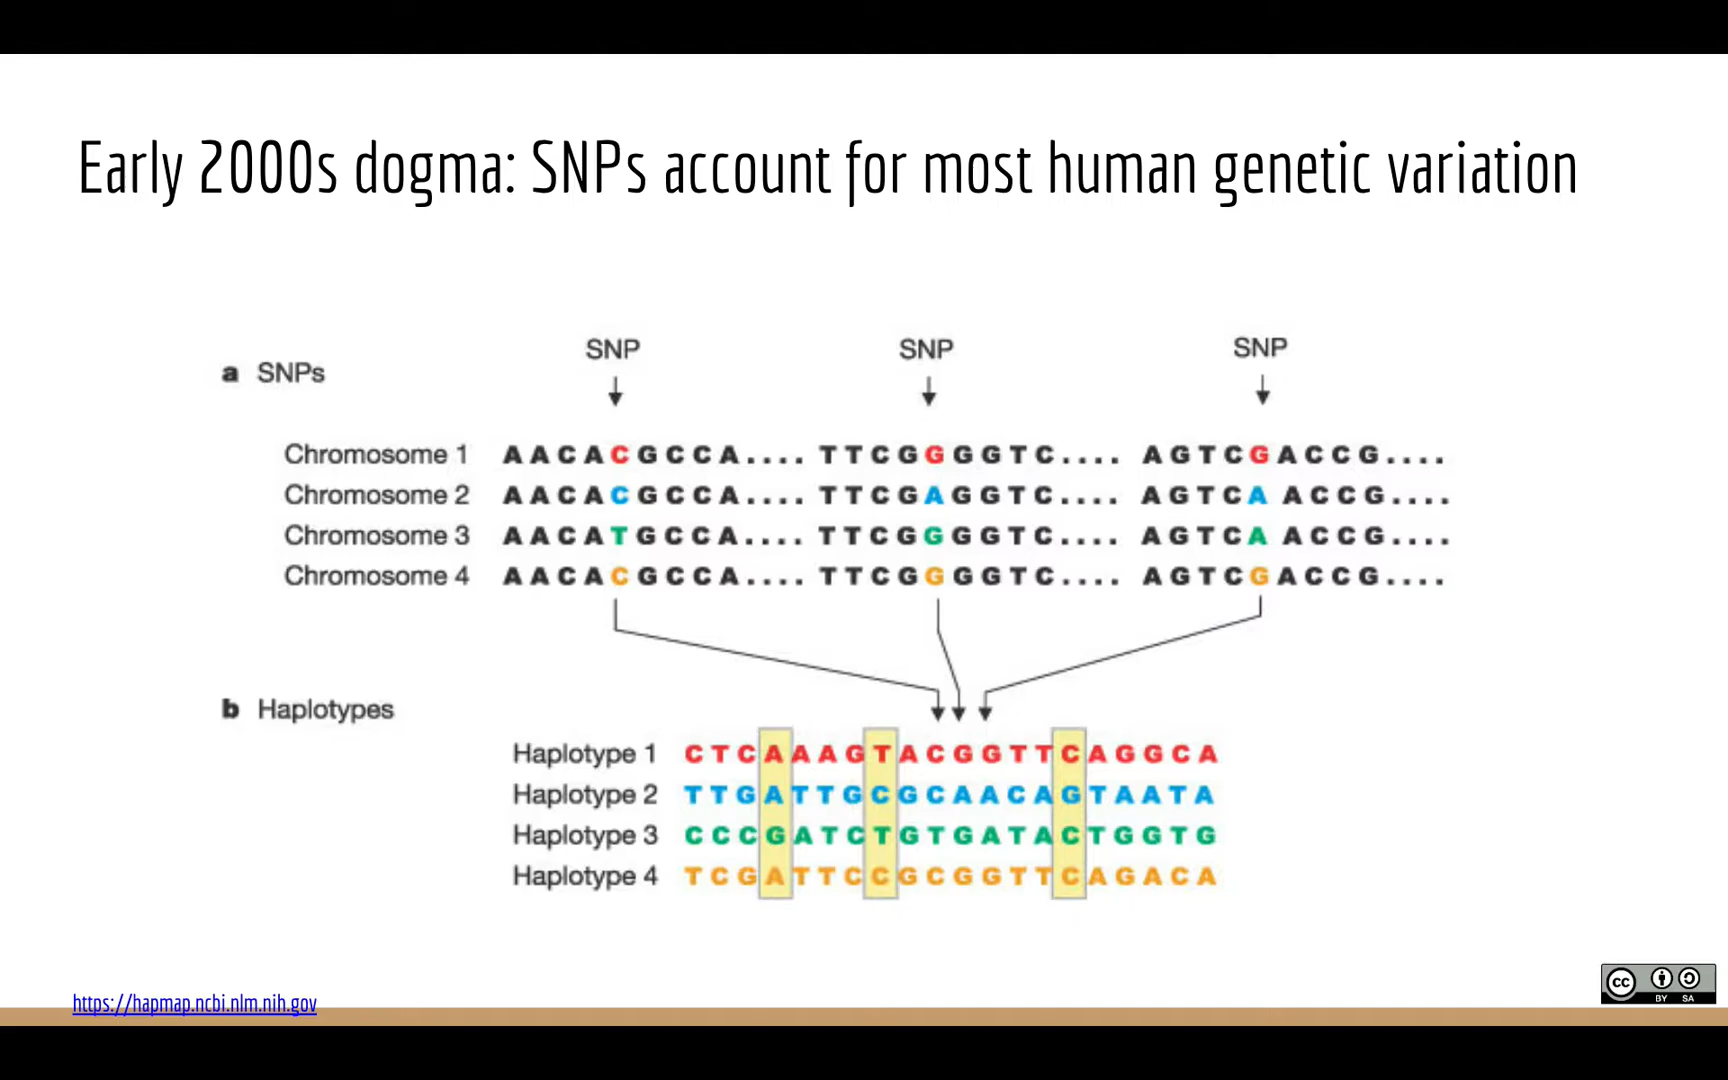 Early 2000s dogma: SNPs account for most human genetic variation
SNP SNP SNP
a SNPs
Chromosome 1 AACACGCCA.... TTCGGGGTC.... AGTCGACCG....
Chromosome 2 AACACGCCA.... TTCGAGGTC.... AGTCAACCG....
Chromosome 3 AACATGCCA.... TTCGGGGTC.... AGTCAACCG....
Chromosome 4 AACACGCCA.... TTCGGGGTC.... AGTCGACCG....
b Haplotypes
Haplotype 1 CTCAAAGTACGGTTCAGGCA
Haplotype 2 TTGATTGCGCAACAGTAATA
Haplotype 3 CCCGATCTGTGATACTGGTG
Haplotype 4 TCGATTCCGCGGTTCAGACA
https://hapmap.ncbi.nlm.nih.gov
cc BY SA